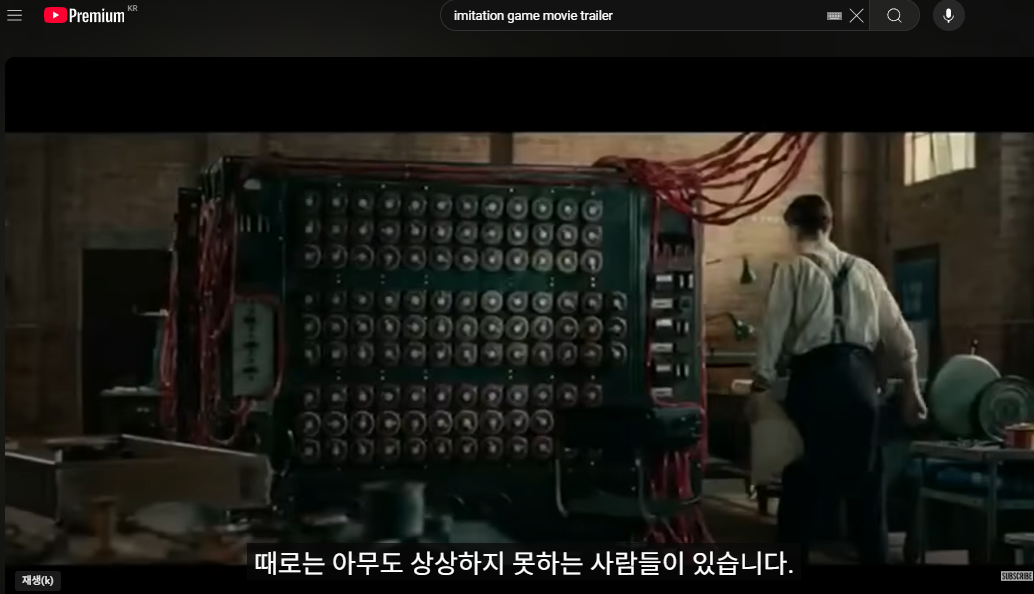 Premium KR
imitation game movie trailer
때로는 아무도 상상하지 못하는 사람들이 있습니다.
재생(k)
SUBSCRIBE